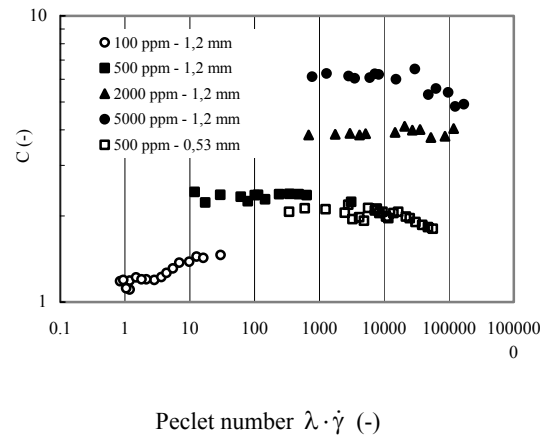 10
100 ppm - 1,2 mm
500 ppm - 1,2 mm
2000 ppm - 1,2 mm
5000 ppm - 1,2 mm
500 ppm - 0,53 mm
C (-)
1
0.1 1 10 100 1000 10000 100000 100000
0
Peclet number λ · γ̇ (-)